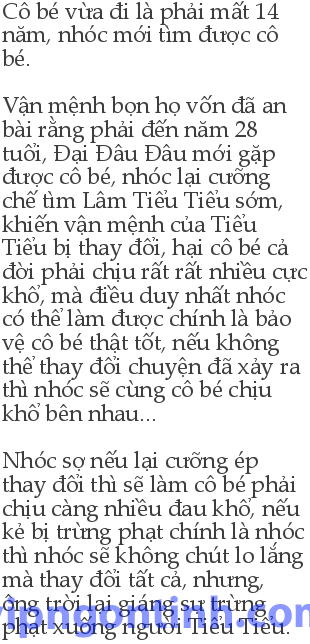 Cô bé vừa đi là phải mất 14
năm, nhóc mới tìm được cô
bé.
Vận mệnh bọn họ vốn đã an
bài rằng phải đến năm 28
tuổi, Đại Đâu Đâu mới gặp
được cô bé, nhóc lại cưỡng
chế tìm Lâm Tiểu Tiểu sớm,
khiến vận mệnh của Tiểu
Tiểu bị thay đổi, hại cô bé cả
đời phải chịu rất rất nhiều cực
khổ, mà điều duy nhất nhóc
có thể làm được chính là bảo
vệ cô bé thật tốt, nếu không
thể thay đổi chuyện đã xảy ra
thì nhóc sẽ cùng cô bé chịu
khổ bên nhau...
Nhóc sợ nếu lại cưỡng ép
thay đổi thì sẽ làm cô bé phải
chịu càng nhiều đau khổ, nếu
kẻ bị trừng phạt chính là nhóc
thì nhóc sẽ không chút lo lắng
mà thay đổi tất cả, nhưng,
ông trời lại giáng sự trừng
phạt xuống người Tiểu Tiểu.
vipngontinh.com